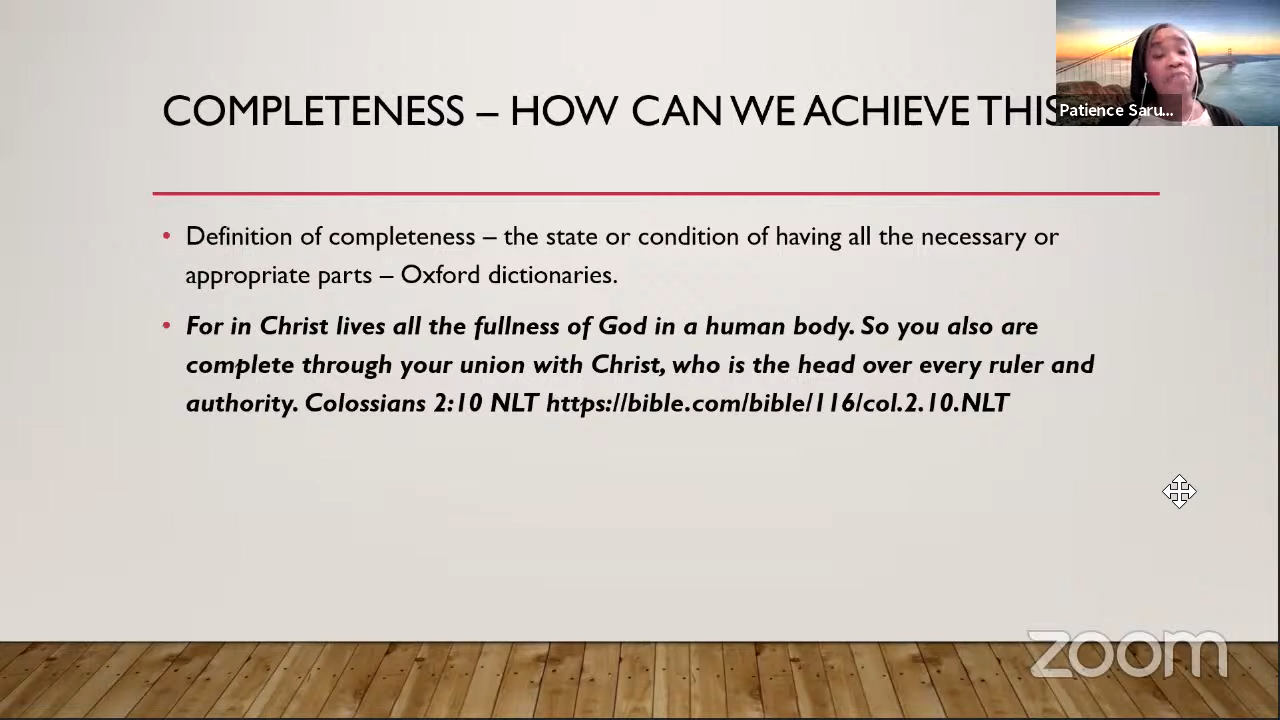 COMPLETENESS – HOW CAN WE ACHIEVE THIS
Patience Saru...
• Definition of completeness – the state or condition of having all the necessary or
appropriate parts – Oxford dictionaries.
• For in Christ lives all the fullness of God in a human body. So you also are
complete through your union with Christ, who is the head over every ruler and
authority. Colossians 2:10 NLT https://bible.com/bible/116/col.2.10.NLT
zoom